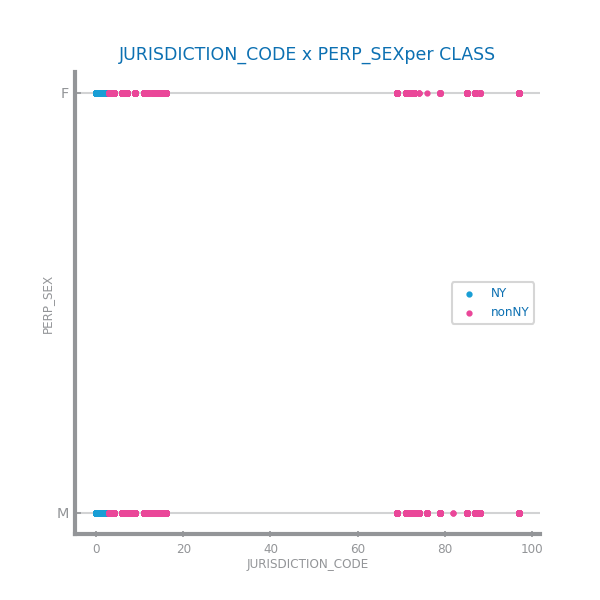 JURISDICTION_CODE x PERP_SEXper CLASS
F
PERP_SEX
NY
nonNY
M
0 20 40 60 80 100
JURISDICTION_CODE